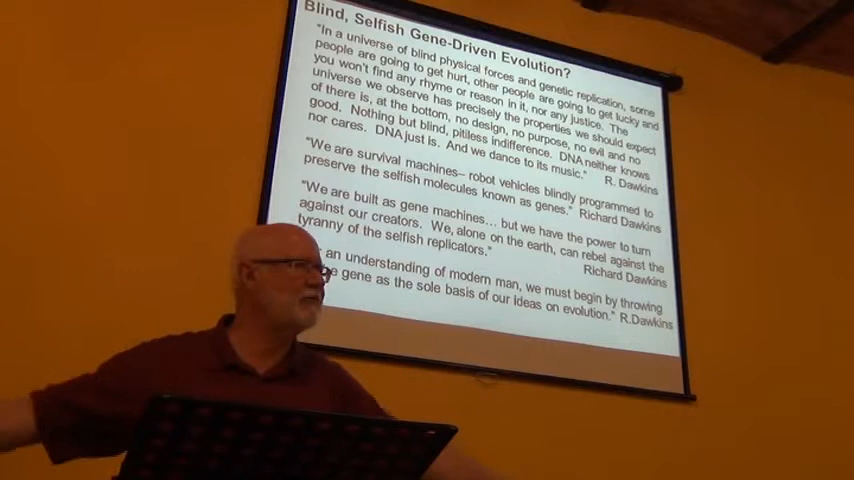 Blind, Selfish Gene-Driven Evolution?
"In a universe of blind physical forces and genetic replication, some
people are going to get hurt, other people are going to get lucky and
you won't find any rhyme or reason in it, nor any justice. The
universe we observe has precisely the properties we should expect
of there is, at the bottom, no design, no purpose, no evil and no
good. Nothing but blind, pitiless indifference. DNA neither knows
nor cares. DNA just is. And we dance to its music." R. Dawkins
"We are survival machines– robot vehicles blindly programmed to
preserve the selfish molecules known as genes." Richard Dawkins
"We are built as gene machines... but we have the power to turn
against our creators. We, alone on the earth, can rebel against the
tyranny of the selfish replicators." Richard Dawkins
an understanding of modern man, we must begin by throwing
gene as the sole basis of our ideas on evolution." R.Dawkins